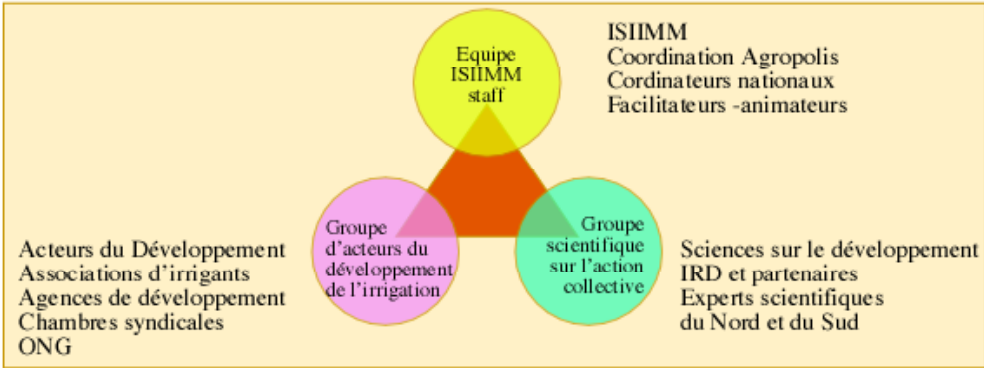 Equipe
ISIIMM
staff
ISIIMM
Coordination Agropolis
Cordinateurs nationaux
Facilitateurs -animateurs
Groupe
d'acteurs du
développement
de l'irrigation
Groupe
scientifique
sur l'action
collective
Acteurs du Développement
Associations d'irrigants
Agences de développement
Chambres syndicales
ONG
Sciences sur le développement
IRD et partenaires
Experts scientifiques
du Nord et du Sud